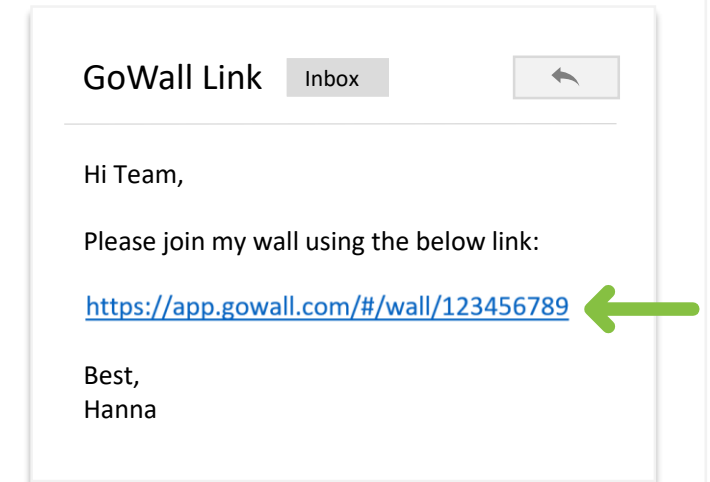 GoWall Link Inbox
Hi Team,
Please join my wall using the below link:
https://app.gowall.com/#/wall/123456789
Best,
Hanna